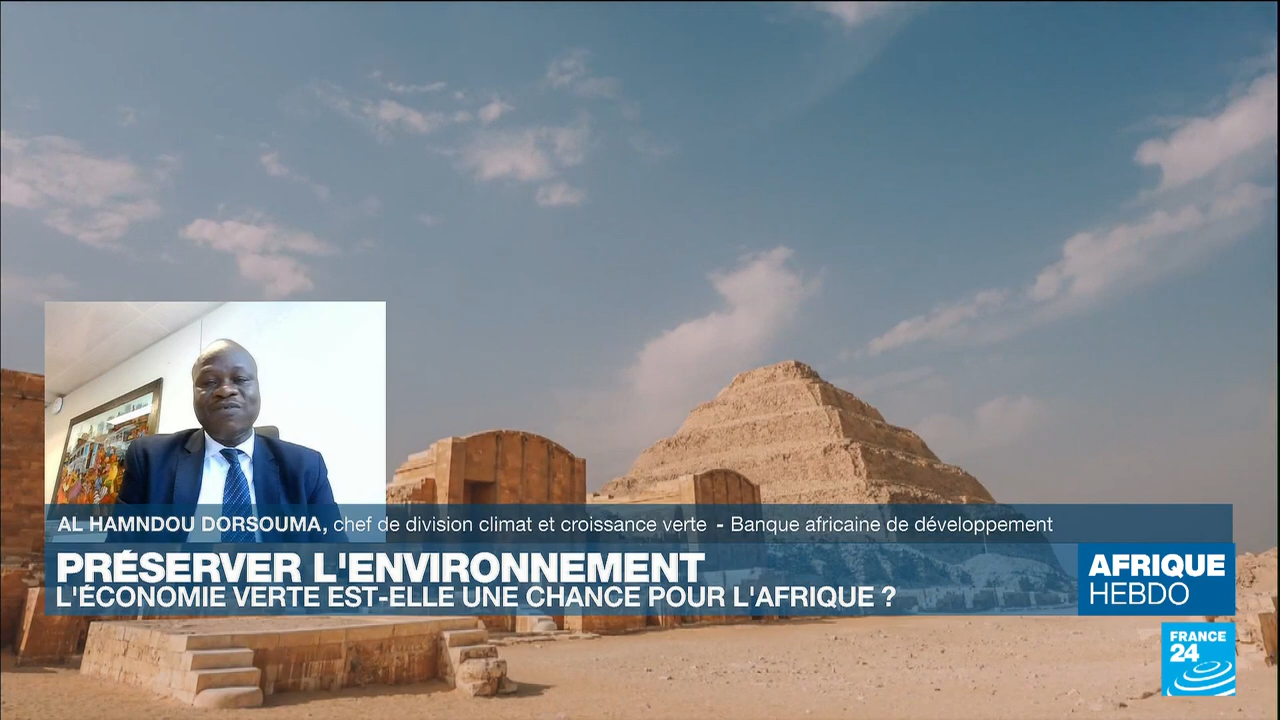 AL HAMNDOU DORSOUMA, chef de division climat et croissance verte - Banque africaine de développement
PRÉSERVER L'ENVIRONNEMENT
L'ÉCONOMIE VERTE EST-ELLE UNE CHANCE POUR L'AFRIQUE ?
AFRIQUE
HEBDO
FRANCE
24